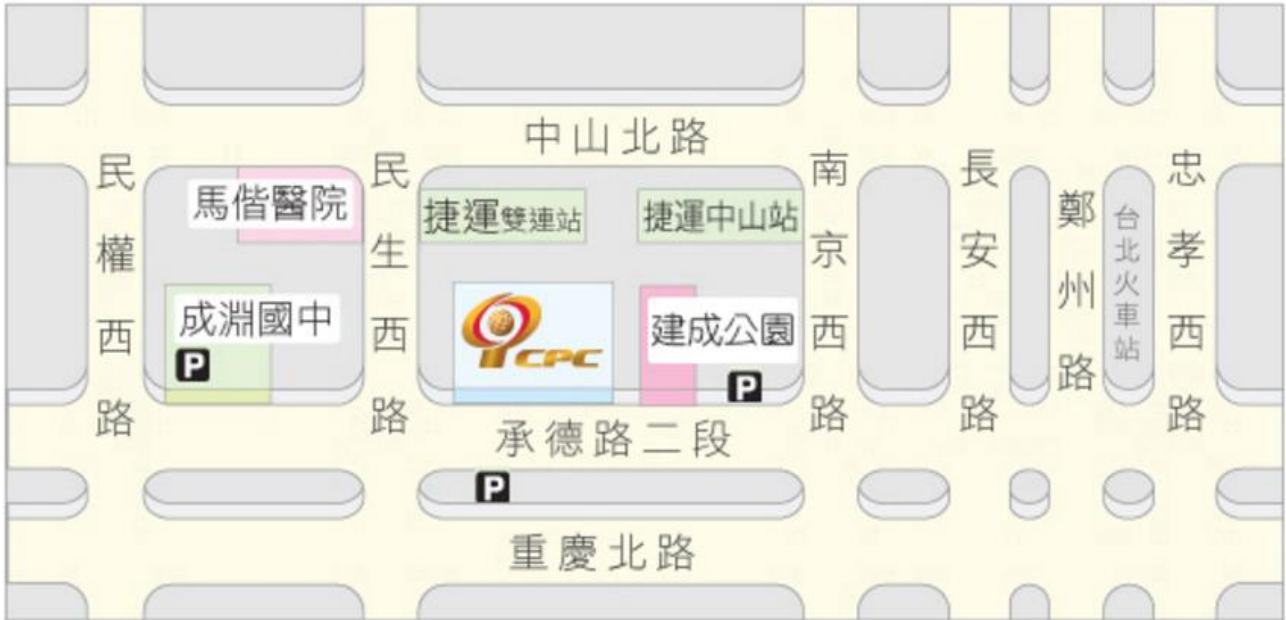 中山北路
民權西路
馬偕醫院
民生西路
捷運雙連站
捷運中山站
南京西路
長安西路
鄭州路
台北火車站
忠孝西路
成淵國中
P
CPC
建成公園
P
承德路二段
P
重慶北路